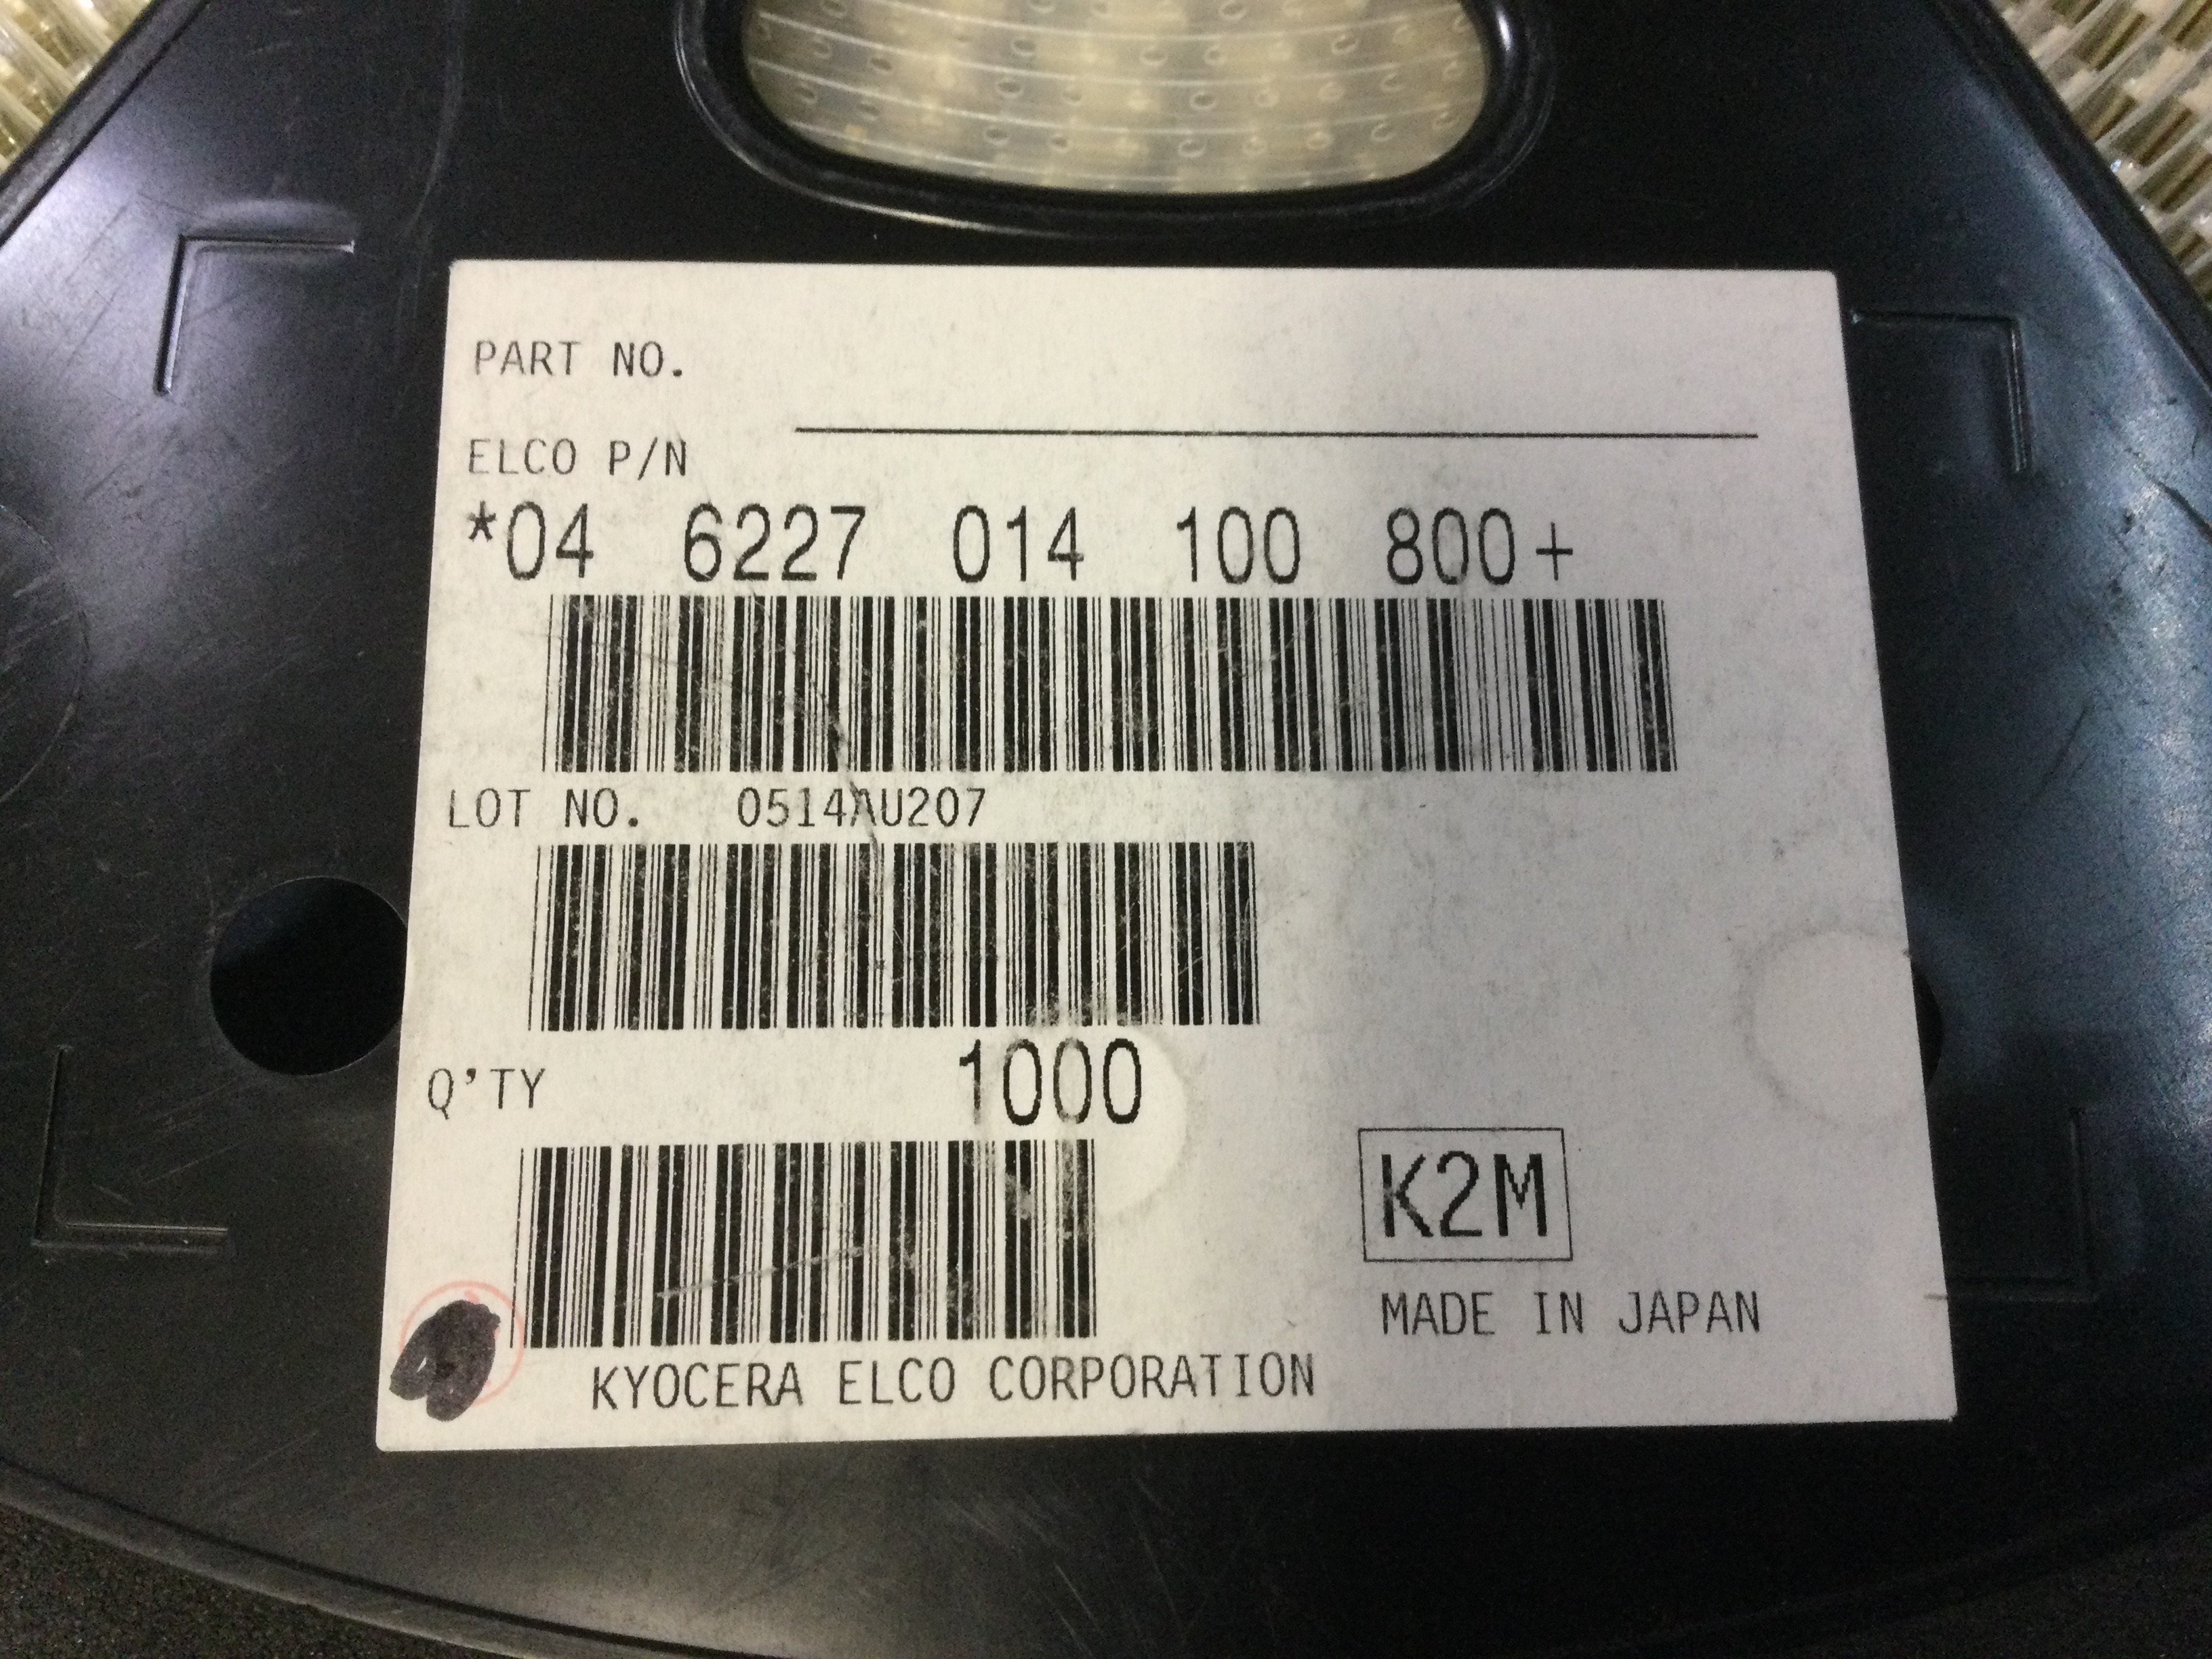 PART NO.
ELCO P/N
*04 6227 014 100 800+
LOT NO. 0514AU207
Q'TY 1000
K2M
MADE IN JAPAN
KYOCERA ELCO CORPORATION